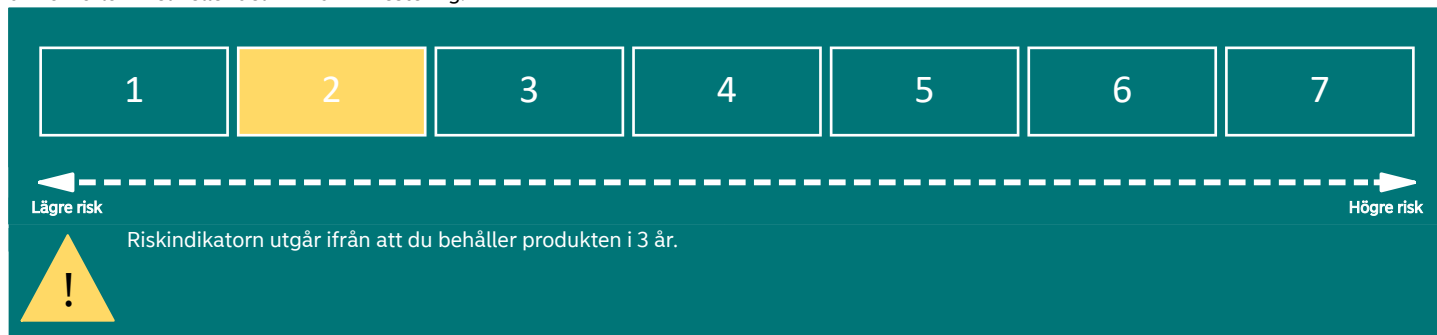 1 2 3 4 5 6 7
Lägre risk Högre risk
Riskindikatorn utgår ifrån att du behåller produkten i 3 år.
!